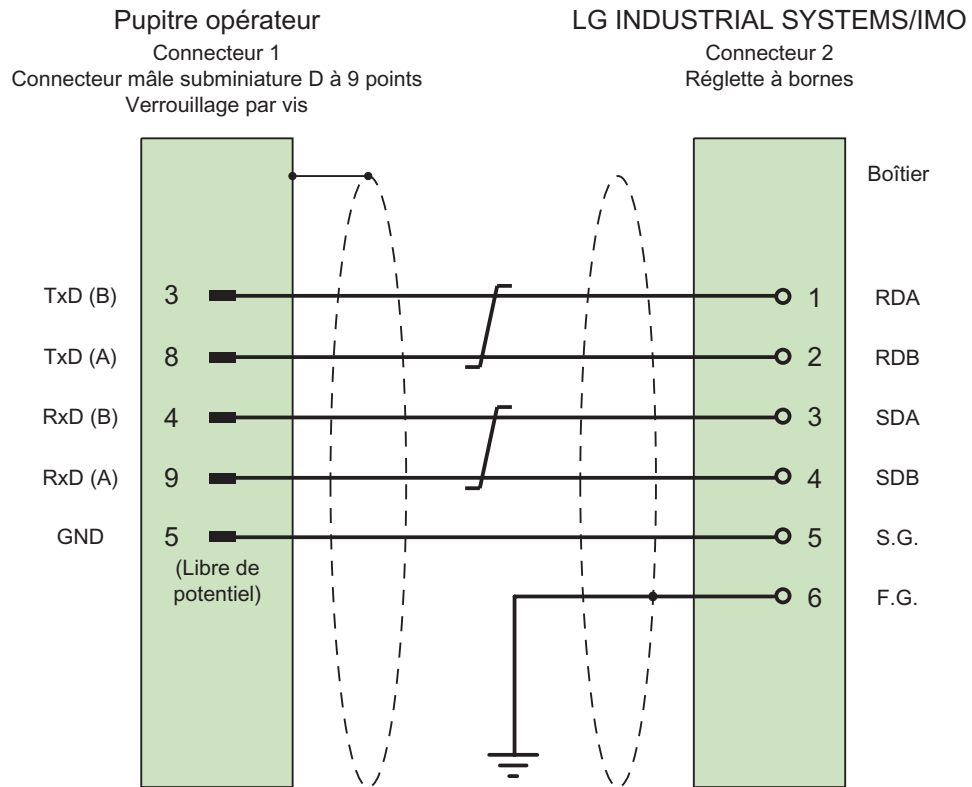 Pupitre opérateur
Connecteur 1
Connecteur mâle subminiature D à 9 points
Verrouillage par vis
LG INDUSTRIAL SYSTEMS/IMO
Connecteur 2
Réglette à bornes
Boîtier
TxD (B) 3 1 RDA
TxD (A) 8 2 RDB
RxD (B) 4 3 SDA
RxD (A) 9 4 SDB
GND 5 5 S.G.
(Libre de
potentiel)
6 F.G.